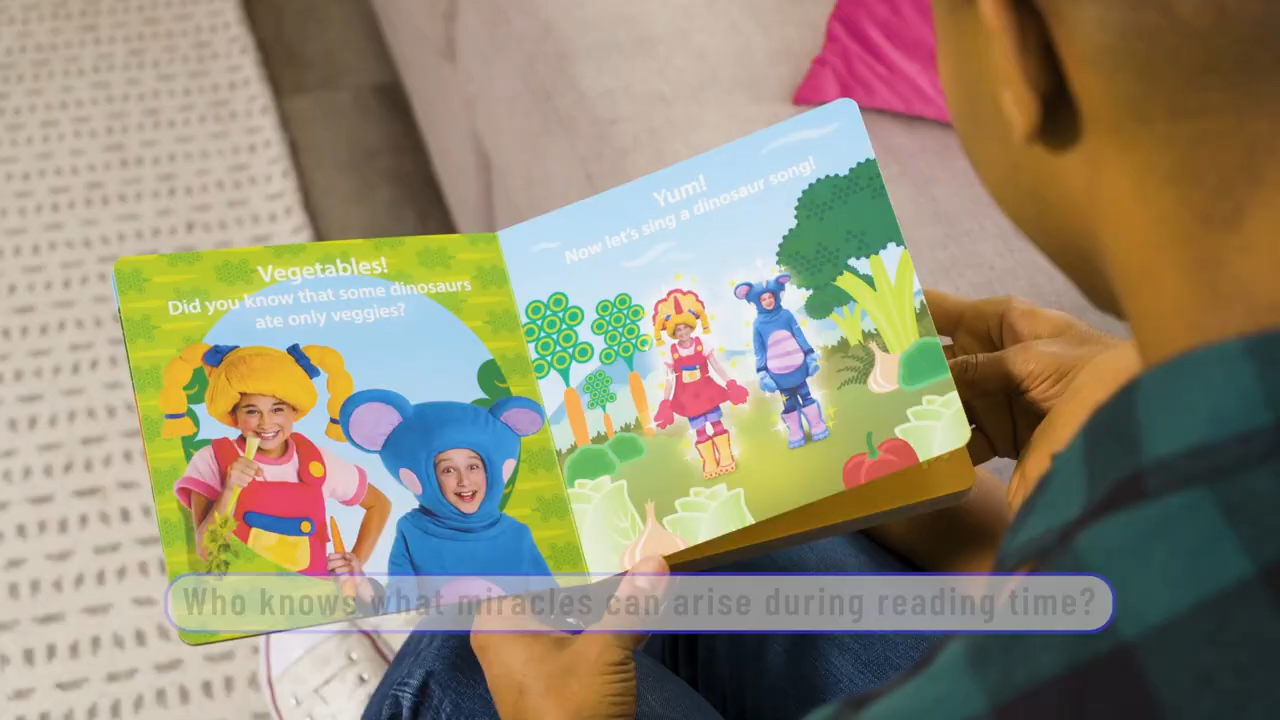 Vegetables!
Did you know that some dinosaurs
ate only veggies?
Yum!
Now let's sing a dinosaur song!
Who knows what miracles can arise during reading time?